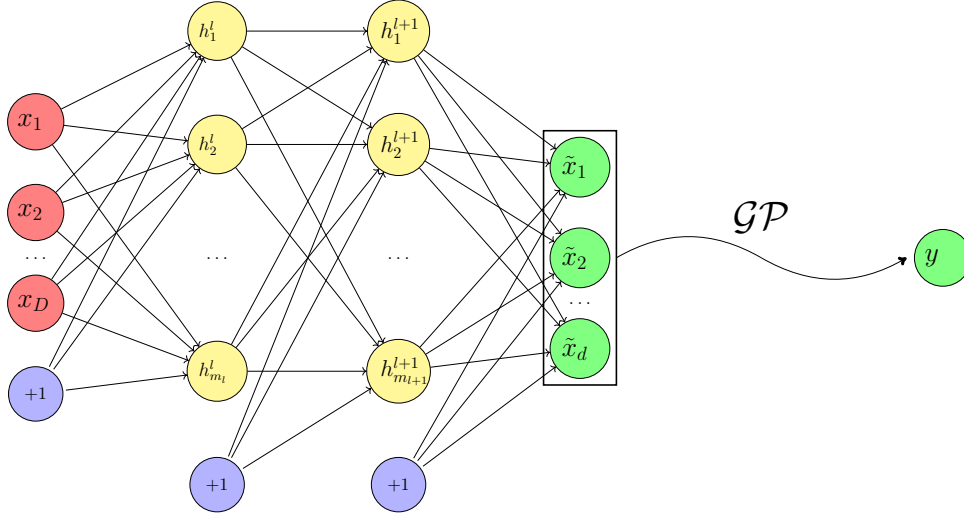 x_1
x_2
...
x_D
+1
h_1^l
h_2^l
...
h_{m_l}^l
+1
h_1^{l+1}
h_2^{l+1}
...
h_{m_{l+1}}^{l+1}
+1
x̃_1
x̃_2
...
x̃_d
𝒢𝒫
y